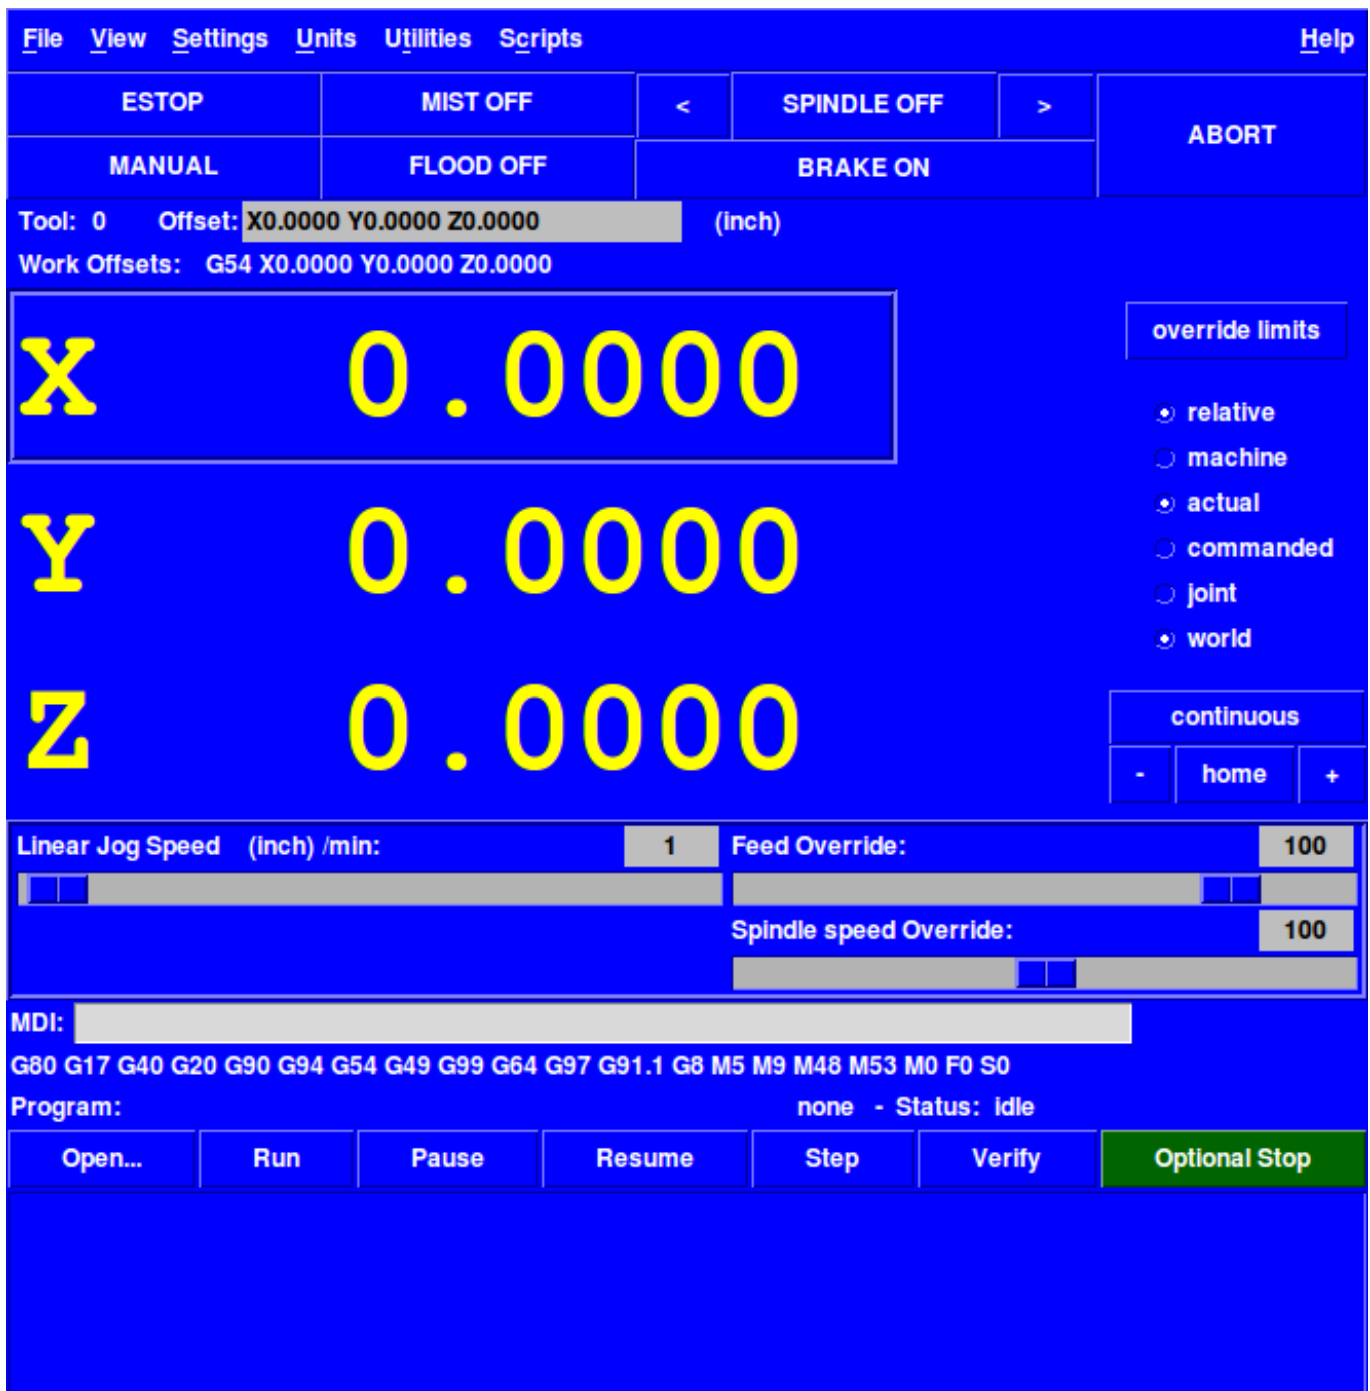 File View Settings Units Utilities Scripts Help
ESTOP MIST OFF < SPINDLE OFF > ABORT
MANUAL FLOOD OFF BRAKE ON
Tool: 0 Offset: X0.0000 Y0.0000 Z0.0000 (inch)
Work Offsets: G54 X0.0000 Y0.0000 Z0.0000
X 0.0000
override limits
relative
machine
actual
commanded
joint
world
Y 0.0000
Z 0.0000
continuous
- home +
Linear Jog Speed (inch) /min: 1 Feed Override: 100
Spindle speed Override: 100
MDI:
G80 G17 G40 G20 G90 G94 G54 G49 G99 G64 G97 G91.1 G8 M5 M9 M48 M53 M0 F0 S0
Program: none - Status: idle
Open... Run Pause Resume Step Verify Optional Stop